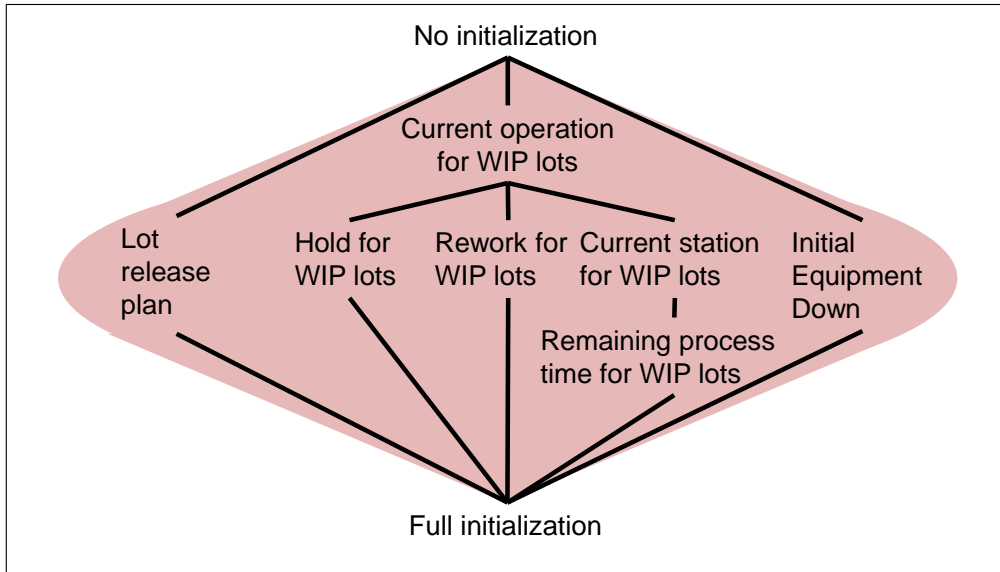 No initialization
Current operation
for WIP lots
Lot
release
plan
Hold for
WIP lots
Rework for
WIP lots
Current station
for WIP lots
Initial
Equipment
Down
Remaining process
time for WIP lots
Full initialization